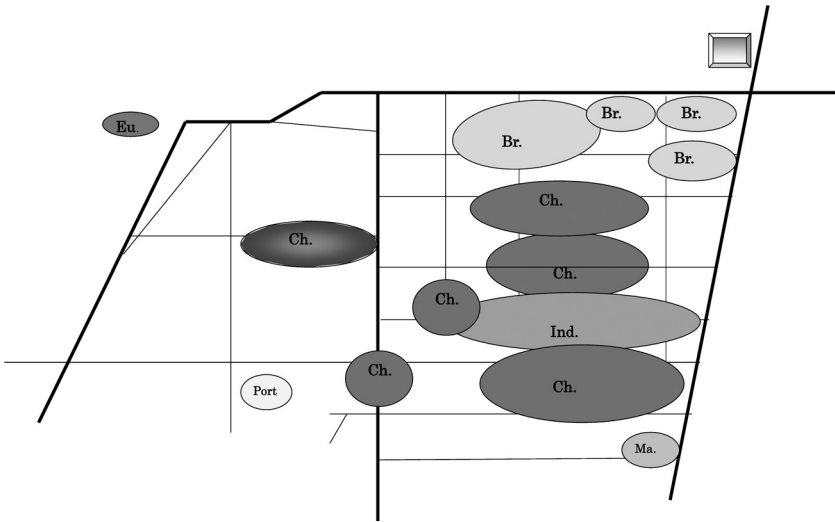 Br.
Br.
Eu.
Br.
Br.
Ch.
Ch.
Ch.
Ch.
Ind.
Ch.
Ch.
Port
Ma.